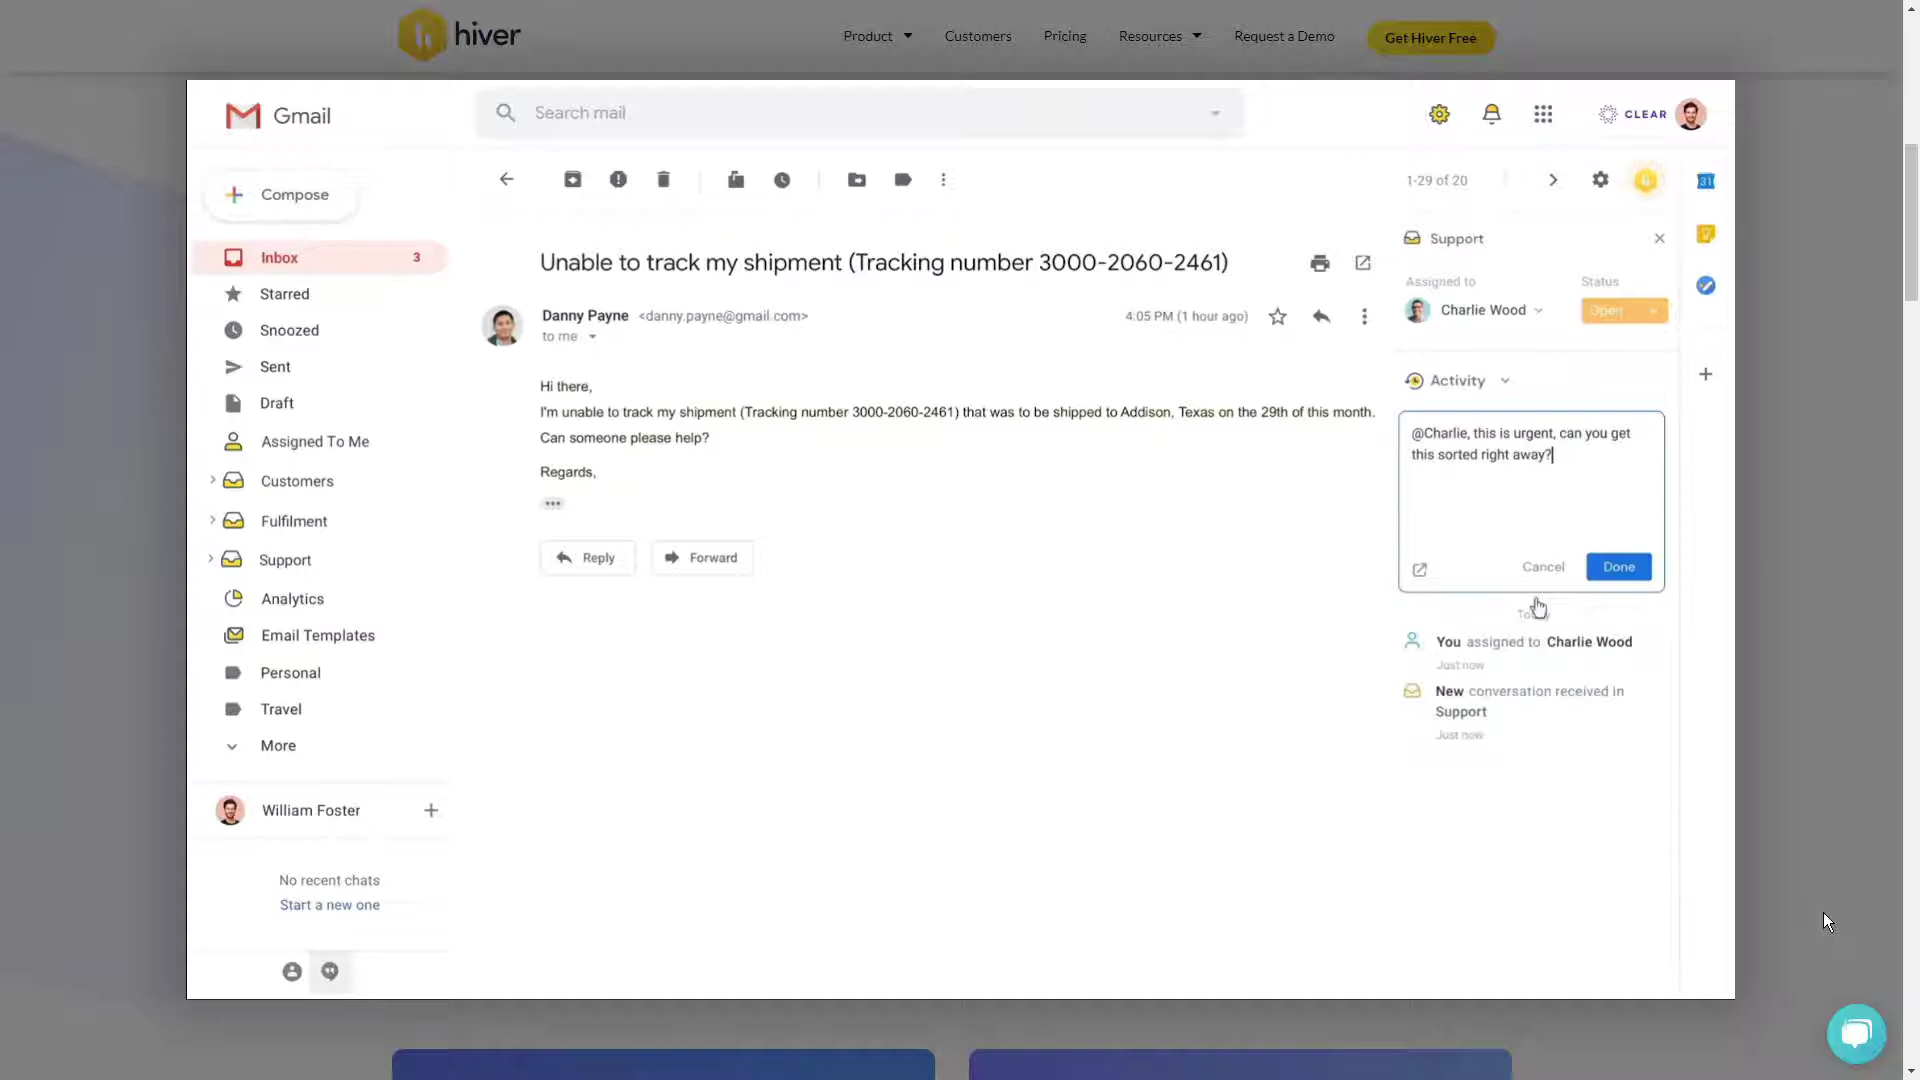 hiver
Product
Customers
Pricing
Resources
Request a Demo
Get Hiver Free
Gmail
Search mail
CLEAR
Compose
1-29 of 20
31
Inbox 3
Starred
Snoozed
Sent
Draft
Assigned To Me
Customers
Fulfilment
Support
Analytics
Email Templates
Personal
Travel
More
William Foster
No recent chats
Start a new one
Unable to track my shipment (Tracking number 3000-2060-2461)
Danny Payne <danny.payne@gmail.com>
4:05 PM (1 hour ago)
to me
Hi there,
I'm unable to track my shipment (Tracking number 3000-2060-2461) that was to be shipped to Addison, Texas on the 29th of this month.
Can someone please help?
Regards,
Reply
Forward
Support
Assigned to
Status
Charlie Wood
Open
Activity
@Charlie, this is urgent, can you get
this sorted right away?
Cancel
Done
You assigned to Charlie Wood
Just now
New conversation received in
Support
Just now